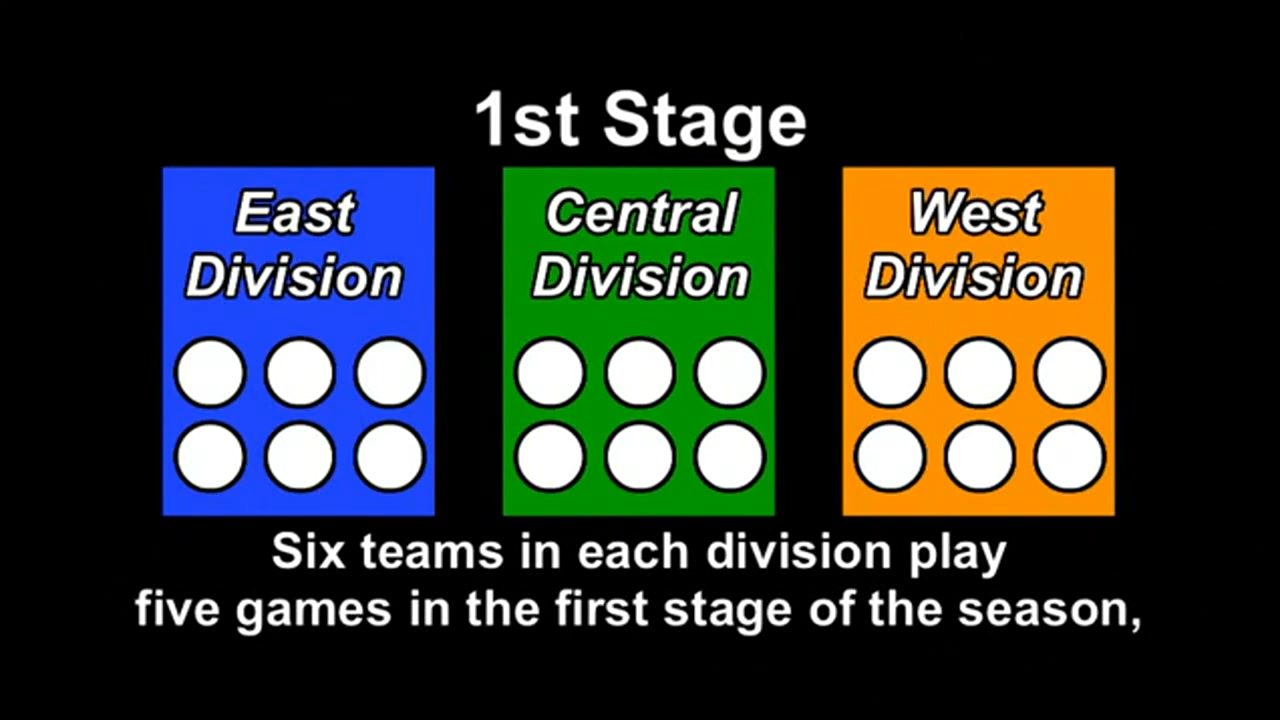 1st Stage
East
Division
Central
Division
West
Division
Six teams in each division play
five games in the first stage of the season,